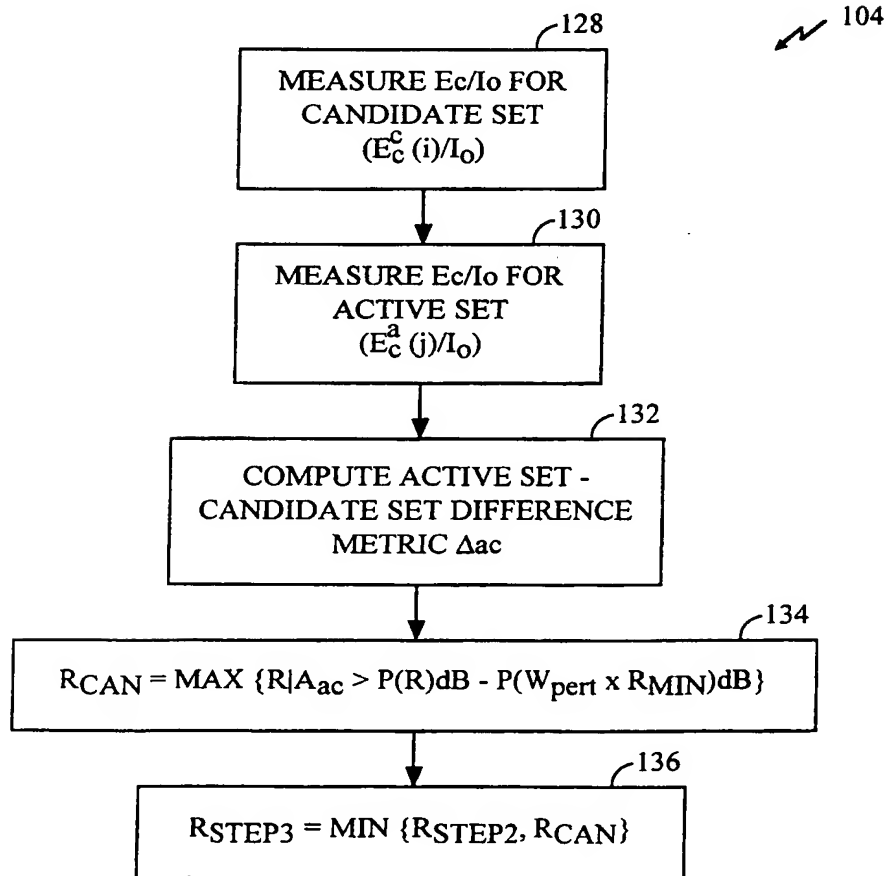 104
128
MEASURE Ec/Io FOR
CANDIDATE SET
(E_c^c (i)/I_o)
130
MEASURE Ec/Io FOR
ACTIVE SET
(E_c^a (j)/I_o)
132
COMPUTE ACTIVE SET -
CANDIDATE SET DIFFERENCE
METRIC Δac
134
R_CAN = MAX {R|A_ac > P(R)dB - P(W_pert x R_MIN)dB}
136
R_STEP3 = MIN {R_STEP2, R_CAN}